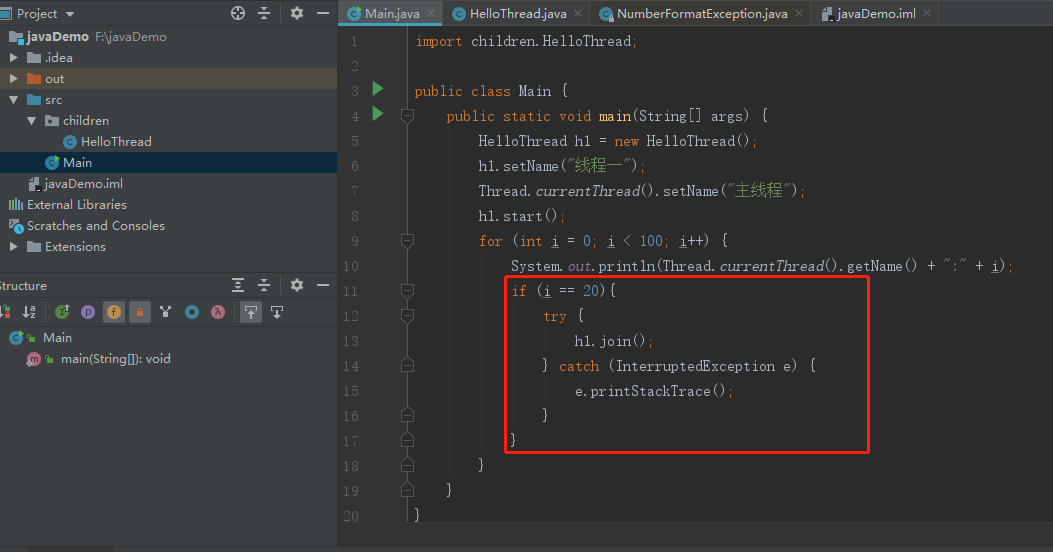 Project
Main.java
HelloThread.java
NumberFormatException.java
javaDemo.iml
javaDemo F:\javaDemo
.idea
out
src
children
HelloThread
Main
javaDemo.iml
External Libraries
Scratches and Consoles
Extensions
Structure
Main
main(String[]): void
1 import children.HelloThread;
2
3 public class Main {
4 public static void main(String[] args) {
5 HelloThread h1 = new HelloThread();
6 h1.setName("线程一");
7 Thread.currentThread().setName("主线程");
8 h1.start();
9 for (int i = 0; i < 100; i++) {
10 System.out.println(Thread.currentThread().getName() + ":" + i);
11 if (i == 20){
12 try {
13 h1.join();
14 } catch (InterruptedException e) {
15 e.printStackTrace();
16 }
17 }
18 }
19 }
20 }